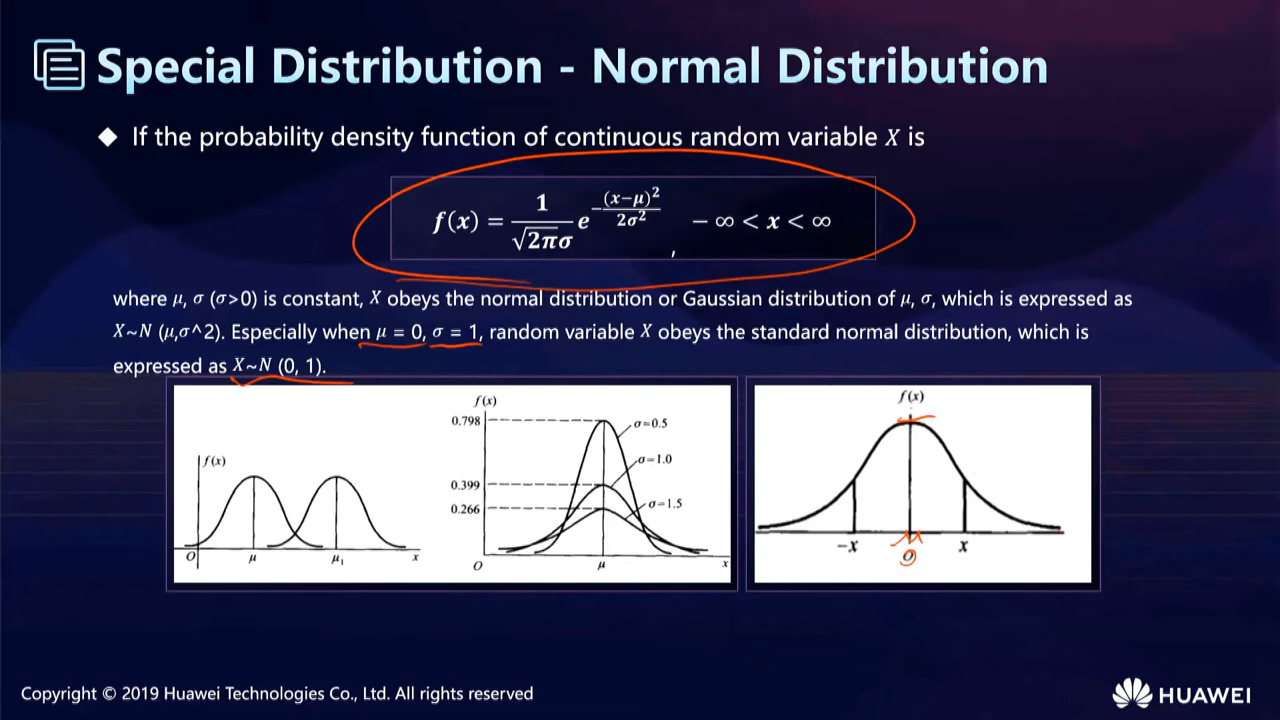 Special Distribution - Normal Distribution
◆ If the probability density function of continuous random variable X is
f(x) = 1/(√2πσ) e^(−(x−μ)²/2σ²) , − ∞ < x < ∞
where μ, σ (σ>0) is constant, X obeys the normal distribution or Gaussian distribution of μ, σ, which is expressed as
X~N (μ,σ^2). Especially when μ = 0, σ = 1, random variable X obeys the standard normal distribution, which is
expressed as X~N (0, 1).
f(x)
O μ μ₁ x
f(x)
0.798 σ=0.5
0.399 σ=1.0
0.266 σ=1.5
O μ x
f(x)
μ
−x 0 x
Copyright © 2019 Huawei Technologies Co., Ltd. All rights reserved
HUAWEI